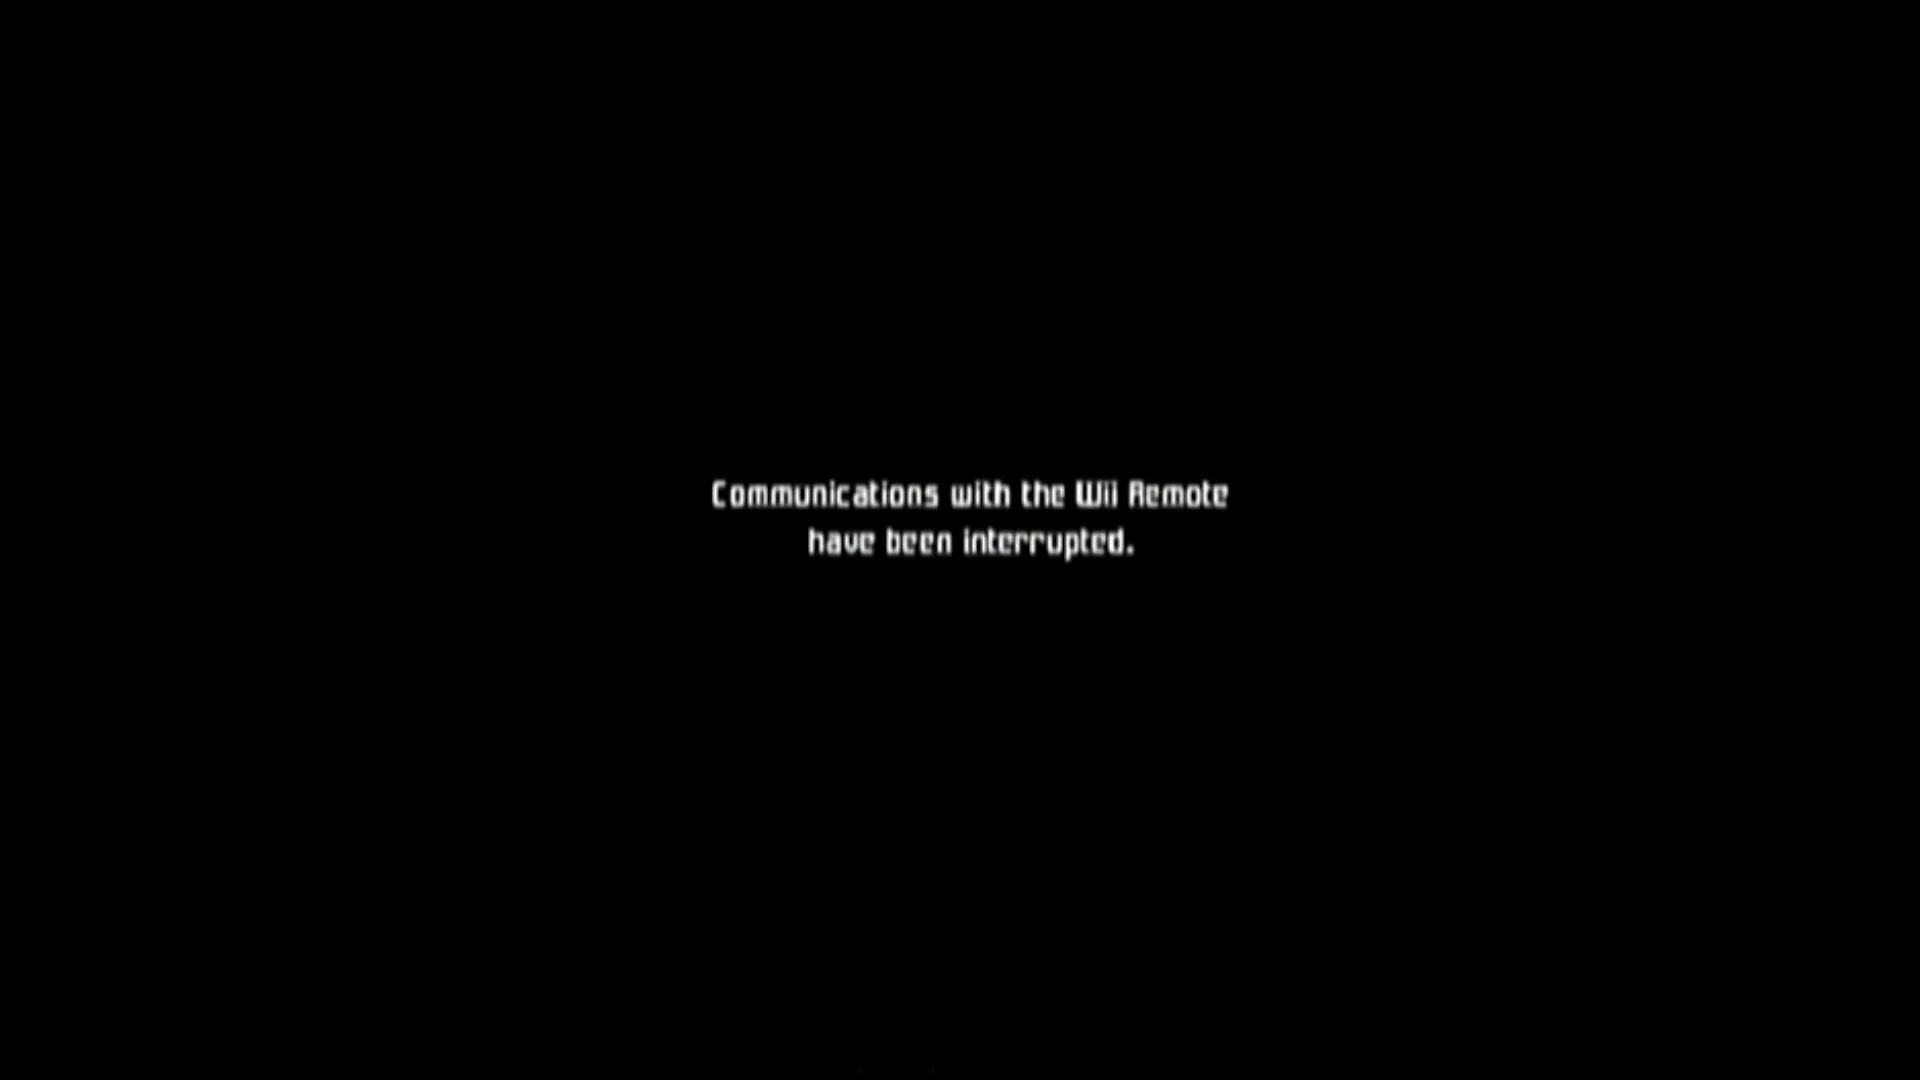 Communications with the Wii Remote
have been interrupted.